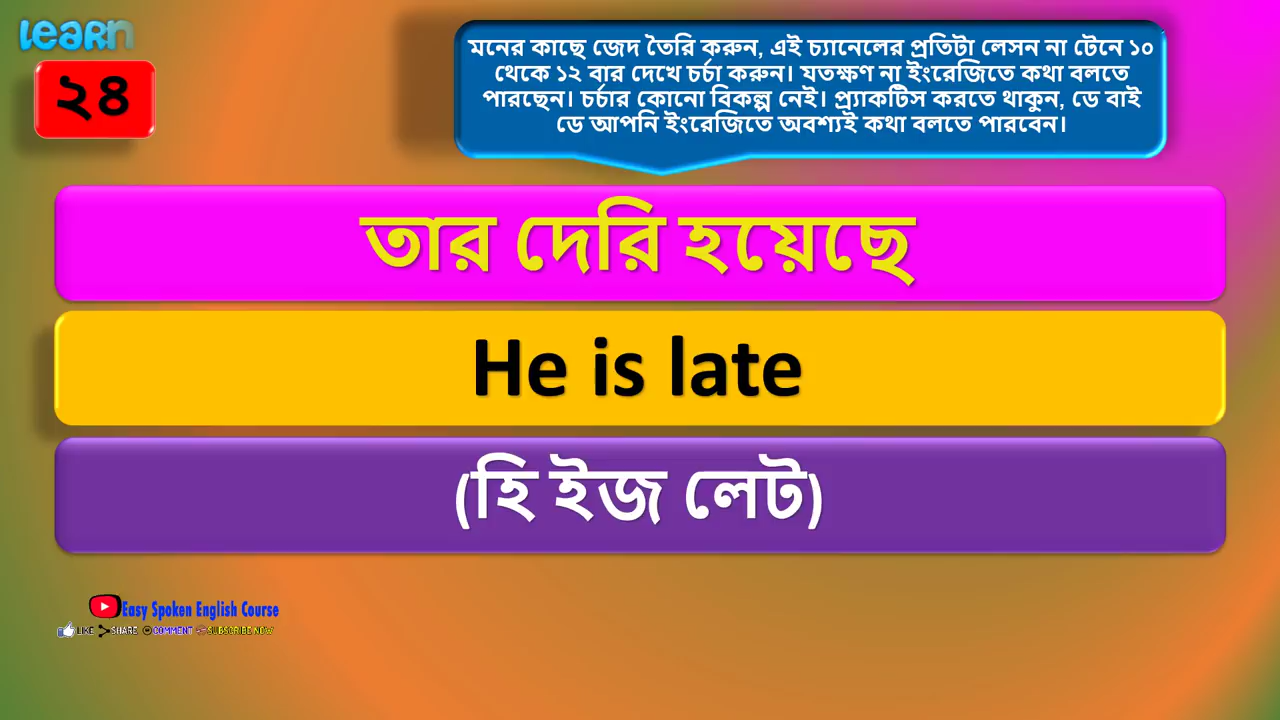 Learn
২৪
মনের কাছে জেদ তৈরি করুন, এই চ্যানেলের প্রতিটা লেসন না টেনে ১০
থেকে ১২ বার দেখে চর্চা করুন। যতক্ষণ না ইংরেজিতে কথা বলতে
পারছেন। চর্চার কোনো বিকল্প নেই। প্র্যাকটিস করতে থাকুন, ডে বাই
ডে আপনি ইংরেজিতে অবশ্যই কথা বলতে পারবেন।
তার দেরি হয়েছে
He is late
(হি ইজ লেট)
Easy Spoken English Course
LIKE SHARE COMMENT SUBSCRIBE NOW